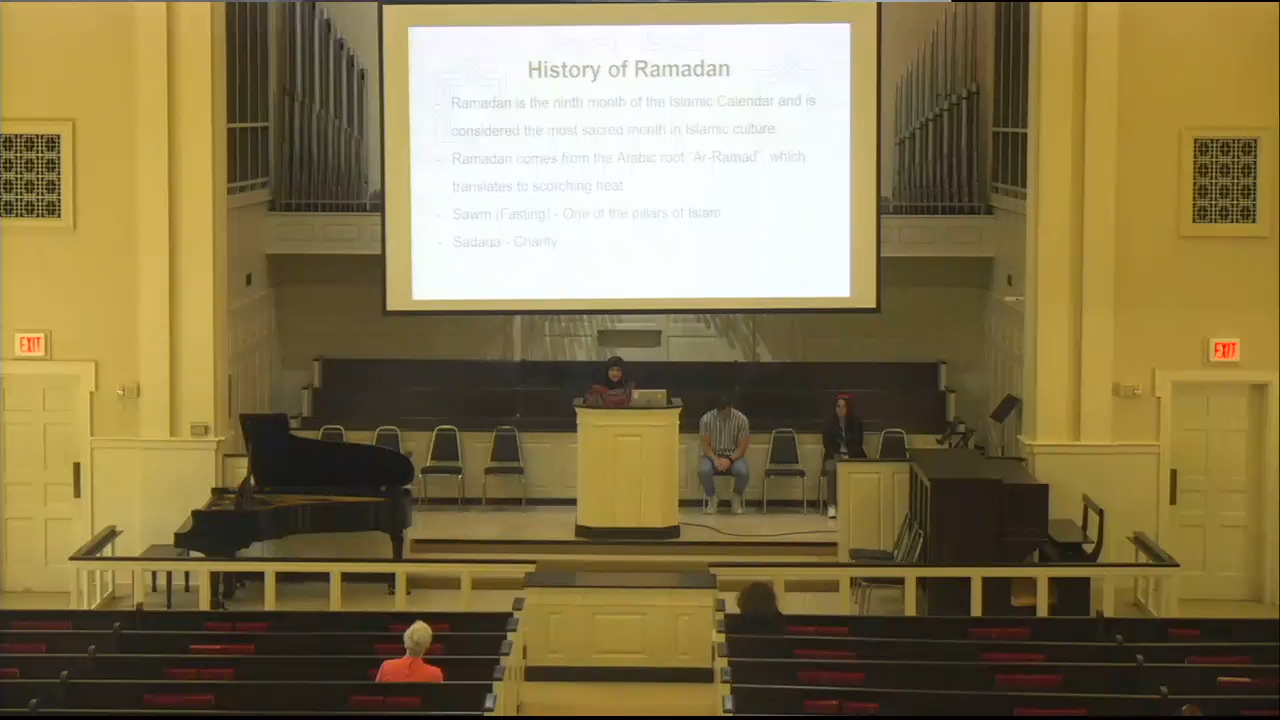 History of Ramadan
- Ramadan is the ninth month of the Islamic Calendar and is
considered the most sacred month in Islamic culture
- Ramadan comes from the Arabic root "Ar-Ramad", which
translates to scorching heat
- Sawm (Fasting) - One of the pillars of Islam
- Sadaqa - Charity
EXIT
EXIT